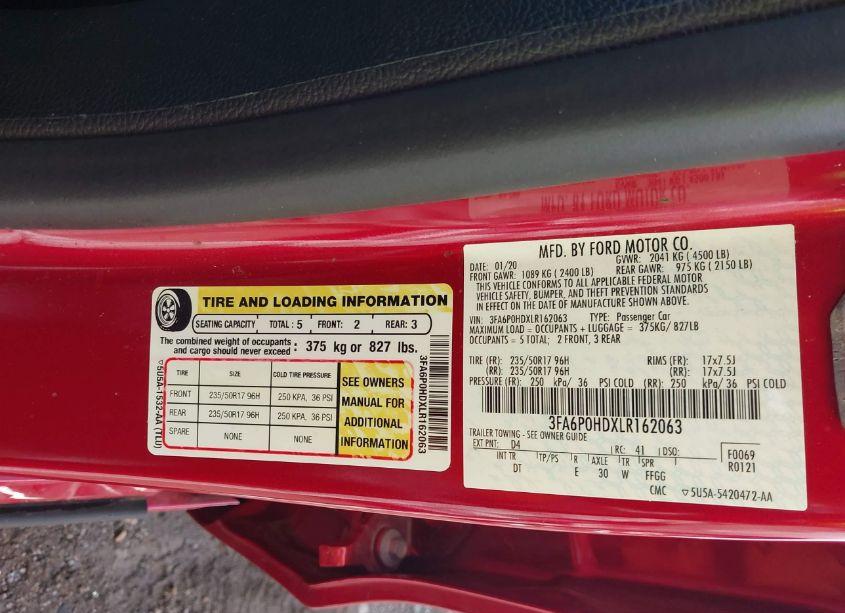 TIRE AND LOADING INFORMATION
SEATING CAPACITY TOTAL : 5 FRONT: 2 REAR: 3
The combined weight of occupants and cargo should never exceed : 375 kg or 827 lbs.
TIRE SIZE COLD TIRE PRESSURE
FRONT 235/50R17 96H 250 KPA, 36 PSI
REAR 235/50R17 96H 250 KPA, 36 PSI
SPARE NONE NONE
SEE OWNERS
MANUAL FOR
ADDITIONAL
INFORMATION
5U5A-1532-AA (TLU)
3FA6P0HDXLR162063
MFD. BY FORD MOTOR CO.
DATE: 01/20 GVWR: 2041 KG ( 4500 LB)
FRONT GAWR: 1089 KG ( 2400 LB) REAR GAWR: 975 KG ( 2150 LB)
THIS VEHICLE CONFORMS TO ALL APPLICABLE FEDERAL MOTOR
VEHICLE SAFETY, BUMPER, AND THEFT PREVENTION STANDARDS
IN EFFECT ON THE DATE OF MANUFACTURE SHOWN ABOVE.
VIN: 3FA6P0HDXLR162063 TYPE: Passenger Car
MAXIMUM LOAD = OCCUPANTS + LUGGAGE = 375KG/ 827LB
OCCUPANTS = 5 TOTAL; 2 FRONT, 3 REAR
TIRE (FR): 235/50R17 96H RIMS (FR): 17x7.5J
(RR): 235/50R17 96H (RR): 17x7.5J
PRESSURE (FR): 250 kPa/ 36 PSI COLD (RR): 250 kPa/ 36 PSI COLD
3FA6P0HDXLR162063
TRAILER TOWING - SEE OWNER GUIDE
EXT PNT: D4 RC: 41 DSO: F0069
INT TR TP/PS R AXLE TR SPR R0121
DT E 30 W FFGG
CMC 5U5A-5420472-AA